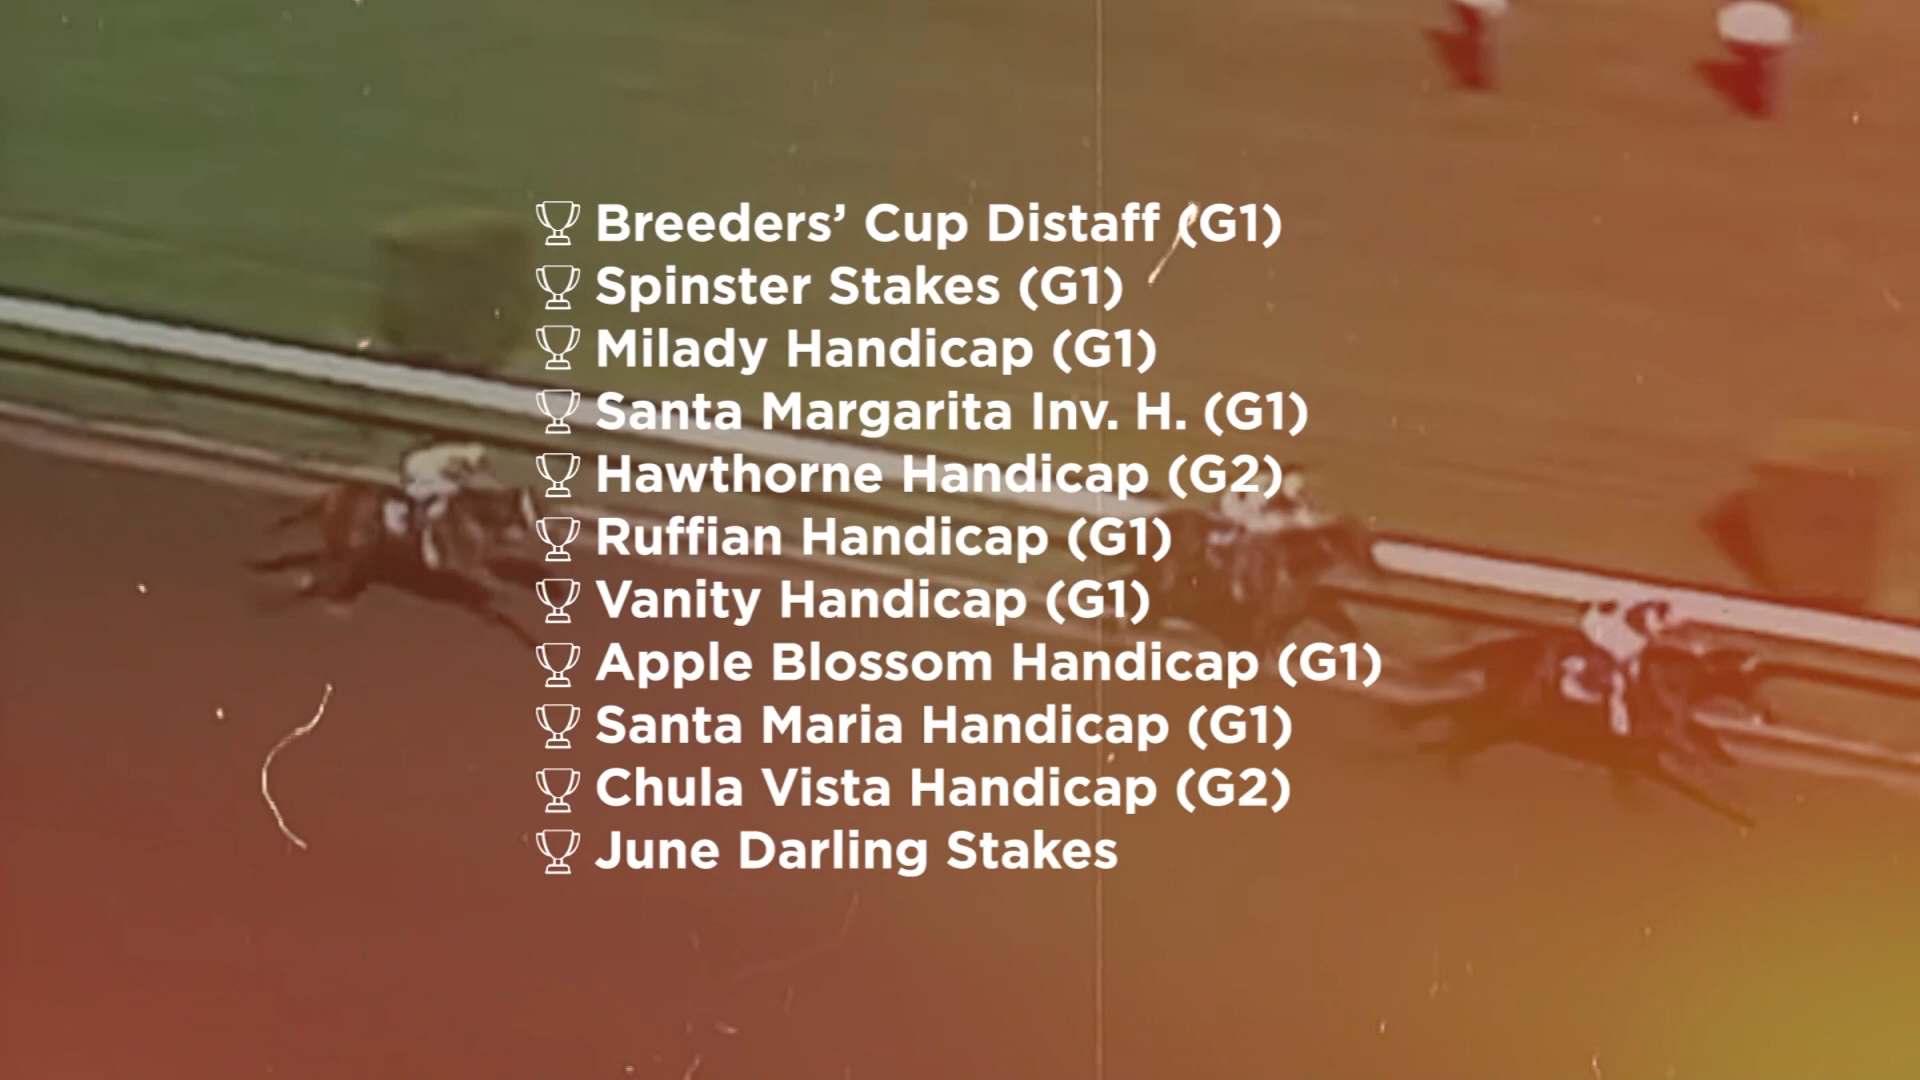 Breeders’ Cup Distaff (G1)
Spinster Stakes (G1)
Milady Handicap (G1)
Santa Margarita Inv. H. (G1)
Hawthorne Handicap (G2)
Ruffian Handicap (G1)
Vanity Handicap (G1)
Apple Blossom Handicap (G1)
Santa Maria Handicap (G1)
Chula Vista Handicap (G2)
June Darling Stakes